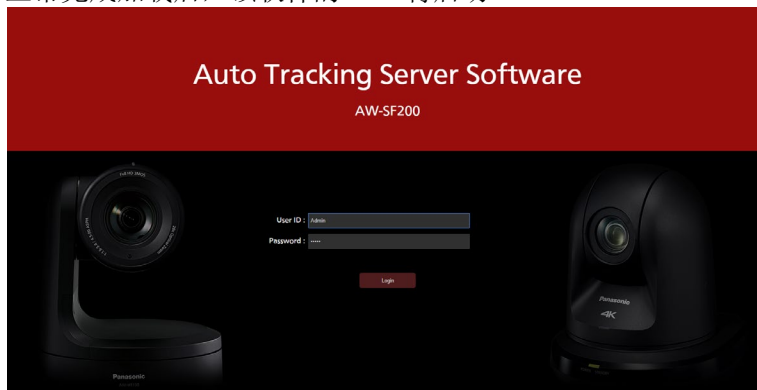 Auto Tracking Server Software
AW-SF200
User ID : Admin
Password : •••••
Login
Panasonic
4K
Panasonic